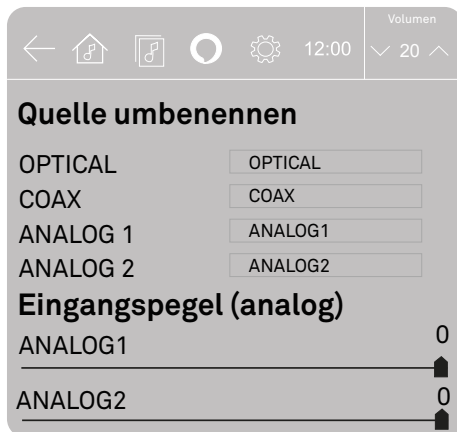 Volumen
12:00 20
Quelle umbenennen
OPTICAL OPTICAL
COAX COAX
ANALOG 1 ANALOG1
ANALOG 2 ANALOG2
Eingangspegel (analog)
ANALOG1 0
ANALOG2 0